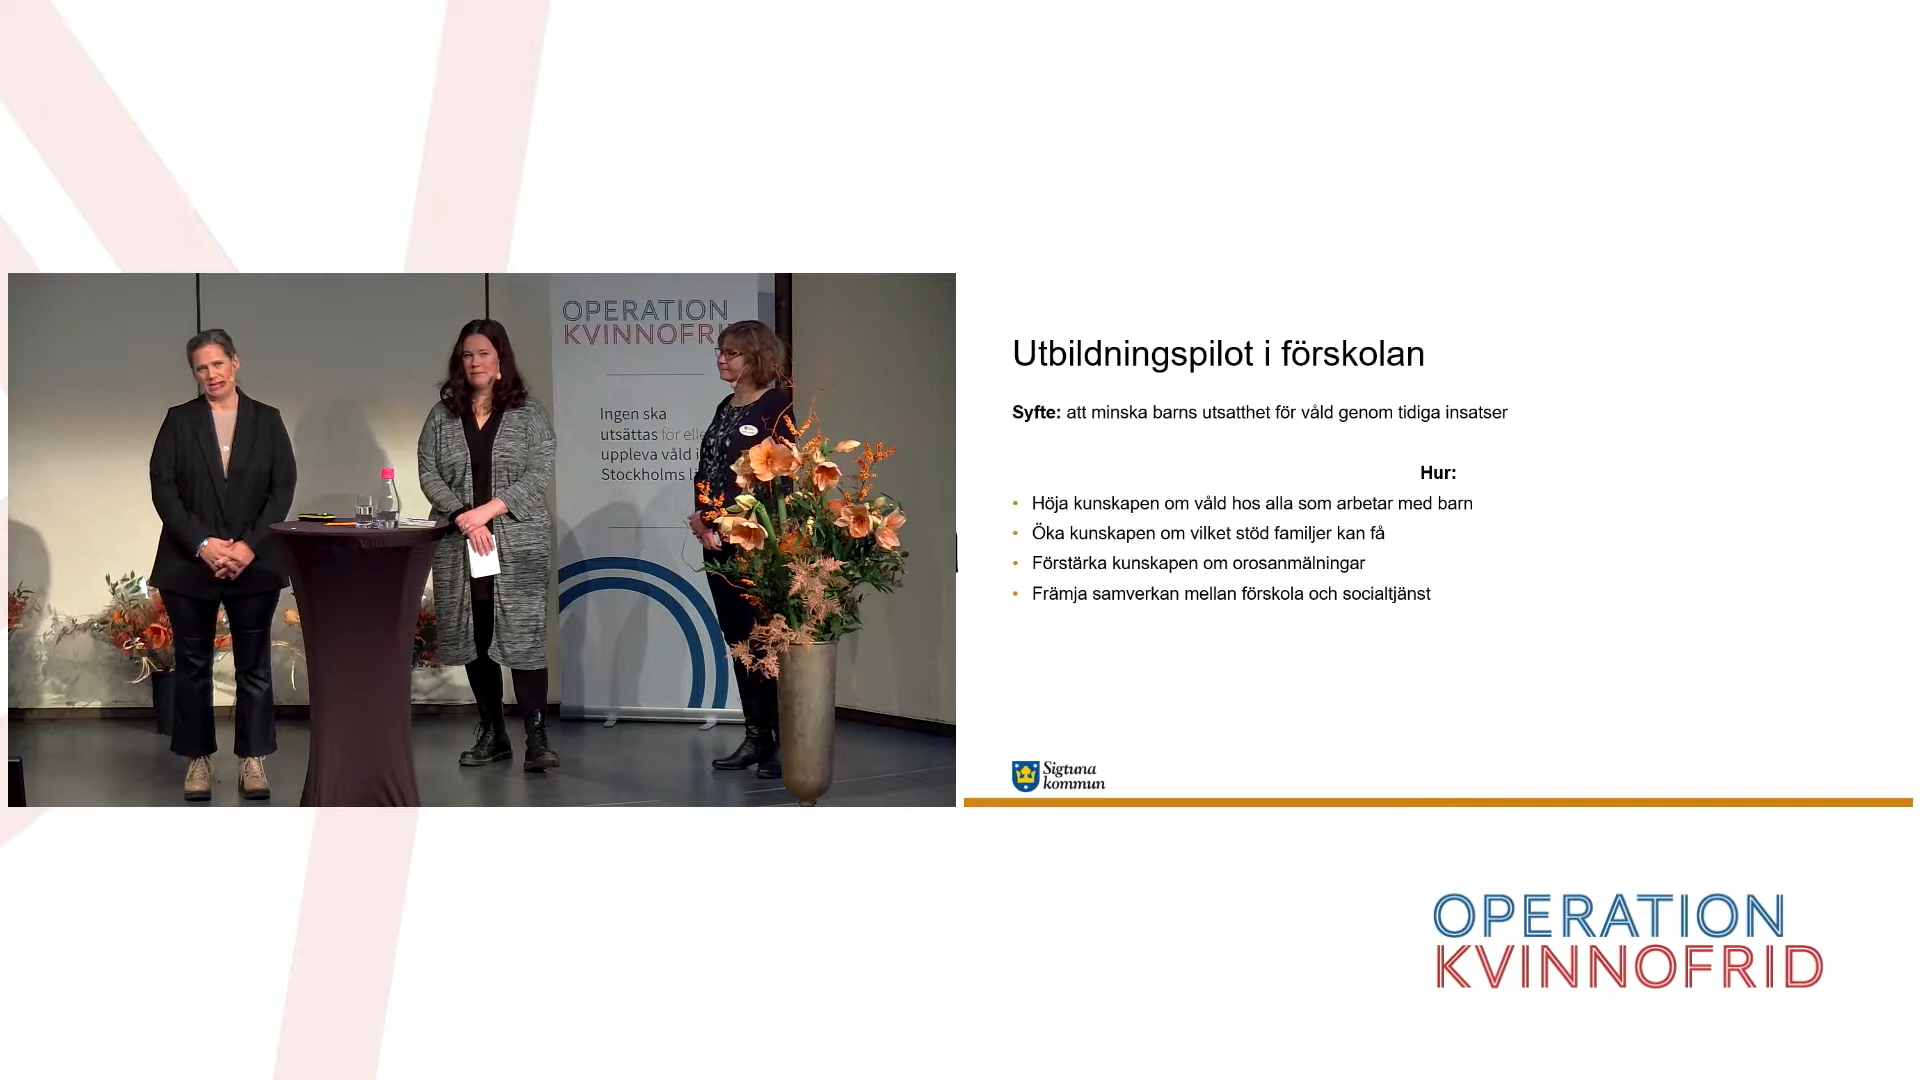 OPERATION
KVINNOFRI
Ingen ska
utsättas för elle
uppleva våld i
Stockholms l
Utbildningspilot i förskolan
Syfte: att minska barns utsatthet för våld genom tidiga insatser
Hur:
• Höja kunskapen om våld hos alla som arbetar med barn
• Öka kunskapen om vilket stöd familjer kan få
• Förstärka kunskapen om orosanmälningar
• Främja samverkan mellan förskola och socialtjänst
Sigtuna
kommun
OPERATION
KVINNOFRID